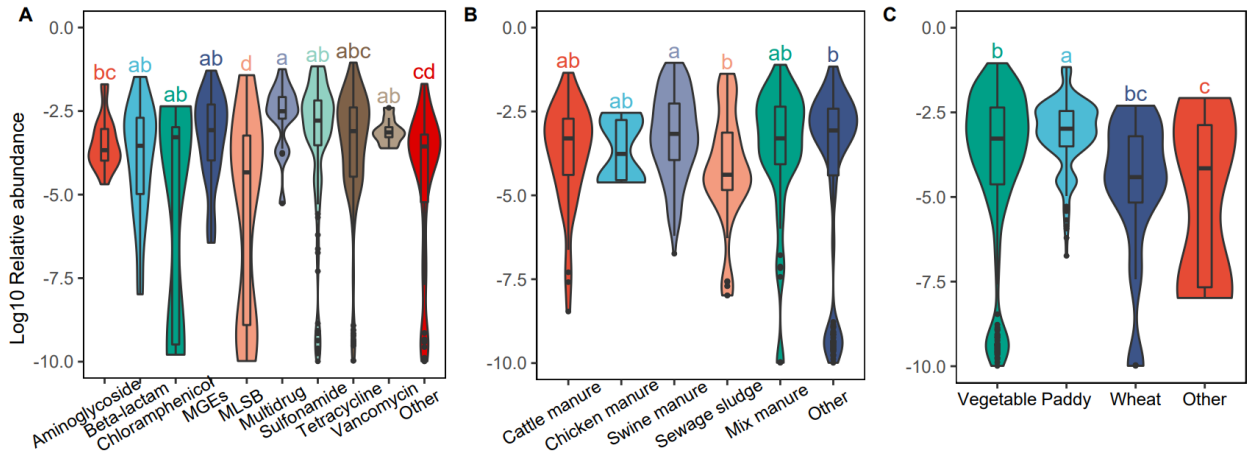 A
Log10 Relative abundance
0.0
-2.5
-5.0
-7.5
-10.0
bc
ab
ab
ab
d
a
ab
abc
ab
cd
Aminoglycoside
Beta-lactam
Chloramphenicol
MGEs
MLSB
Multidrug
Sulfonamide
Tetracycline
Vancomycin
Other
B
0.0
-2.5
-5.0
-7.5
-10.0
ab
ab
a
b
ab
b
Cattle manure
Chicken manure
Swine manure
Sewage sludge
Mix manure
Other
C
0.0
-2.5
-5.0
-7.5
-10.0
b
a
bc
c
Vegetable Paddy Wheat Other